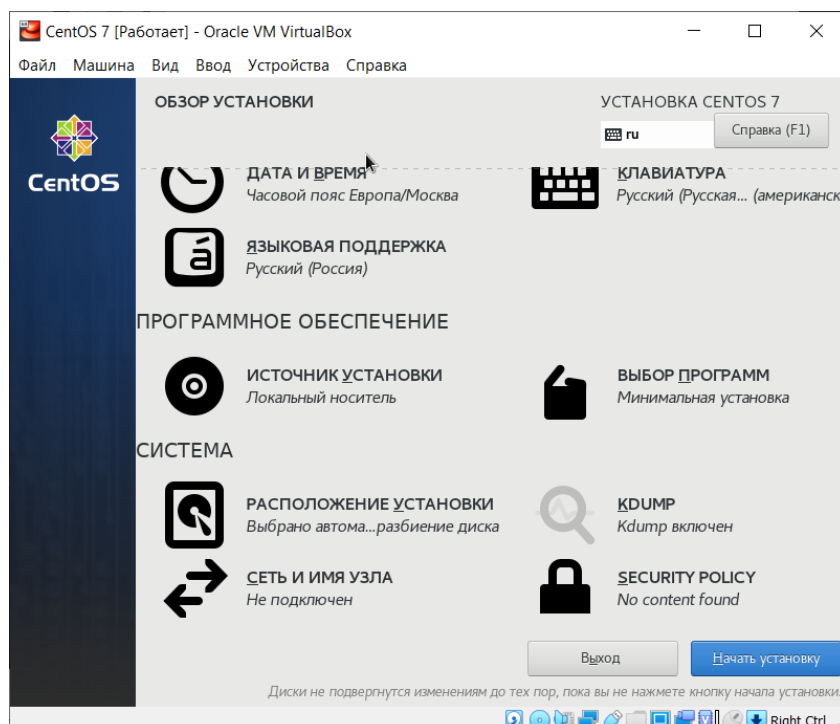 CentOS 7 [Работает] - Oracle VM VirtualBox
Файл Машина Вид Ввод Устройства Справка
ОБЗОР УСТАНОВКИ
УСТАНОВКА CENTOS 7
ru
Справка (F1)
CentOS
ДАТА И ВРЕМЯ
Часовой пояс Европа/Москва
КЛАВИАТУРА
Русский (Русская... (американск
ЯЗЫКОВАЯ ПОДДЕРЖКА
Русский (Россия)
ПРОГРАММНОЕ ОБЕСПЕЧЕНИЕ
ИСТОЧНИК УСТАНОВКИ
Локальный носитель
ВЫБОР ПРОГРАММ
Минимальная установка
СИСТЕМА
РАСПОЛОЖЕНИЕ УСТАНОВКИ
Выбрано автома...разбиение диска
KDUMP
Kdump включен
СЕТЬ И ИМЯ УЗЛА
Не подключен
SECURITY POLICY
No content found
Выход
Начать установку
Диски не подвергнутся изменениям до тех пор, пока вы не нажмете кнопку начала установки.
Right Ctrl